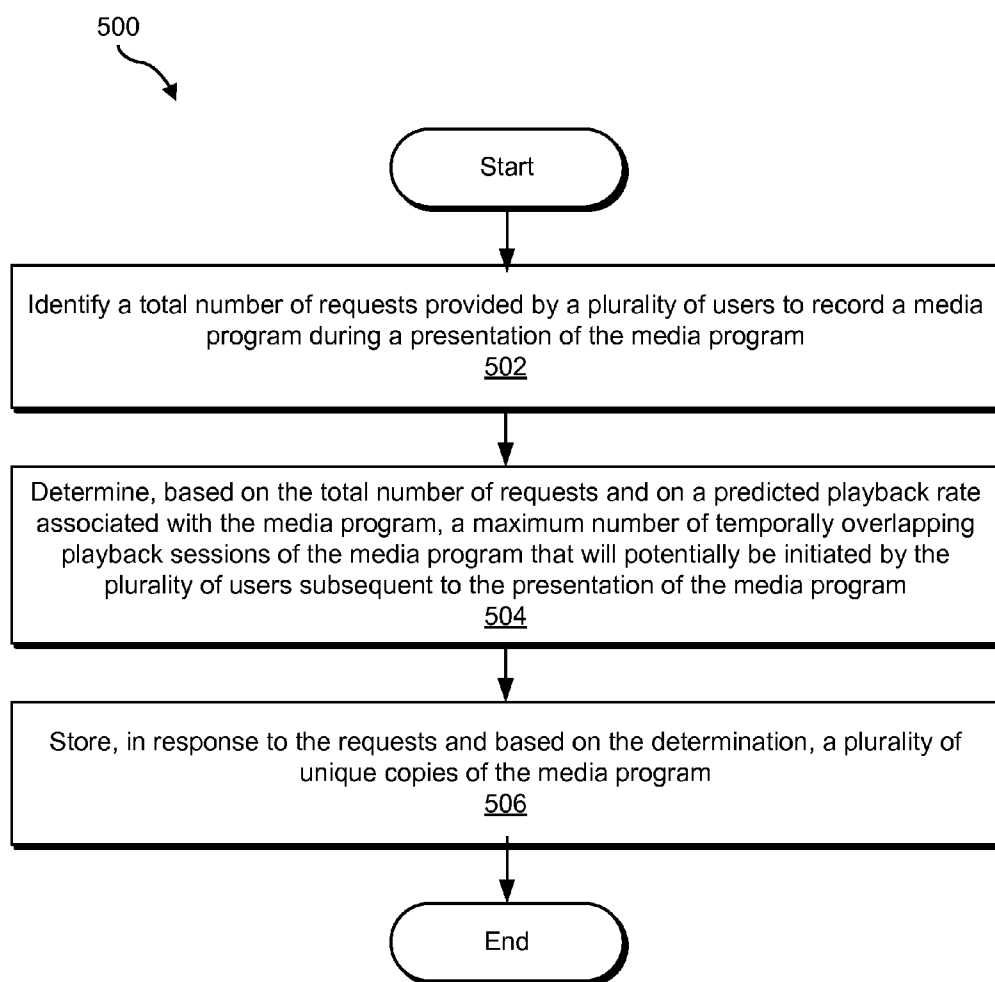 500
Start
Identify a total number of requests provided by a plurality of users to record a media
program during a presentation of the media program
502
Determine, based on the total number of requests and on a predicted playback rate
associated with the media program, a maximum number of temporally overlapping
playback sessions of the media program that will potentially be initiated by the
plurality of users subsequent to the presentation of the media program
504
Store, in response to the requests and based on the determination, a plurality of
unique copies of the media program
506
End